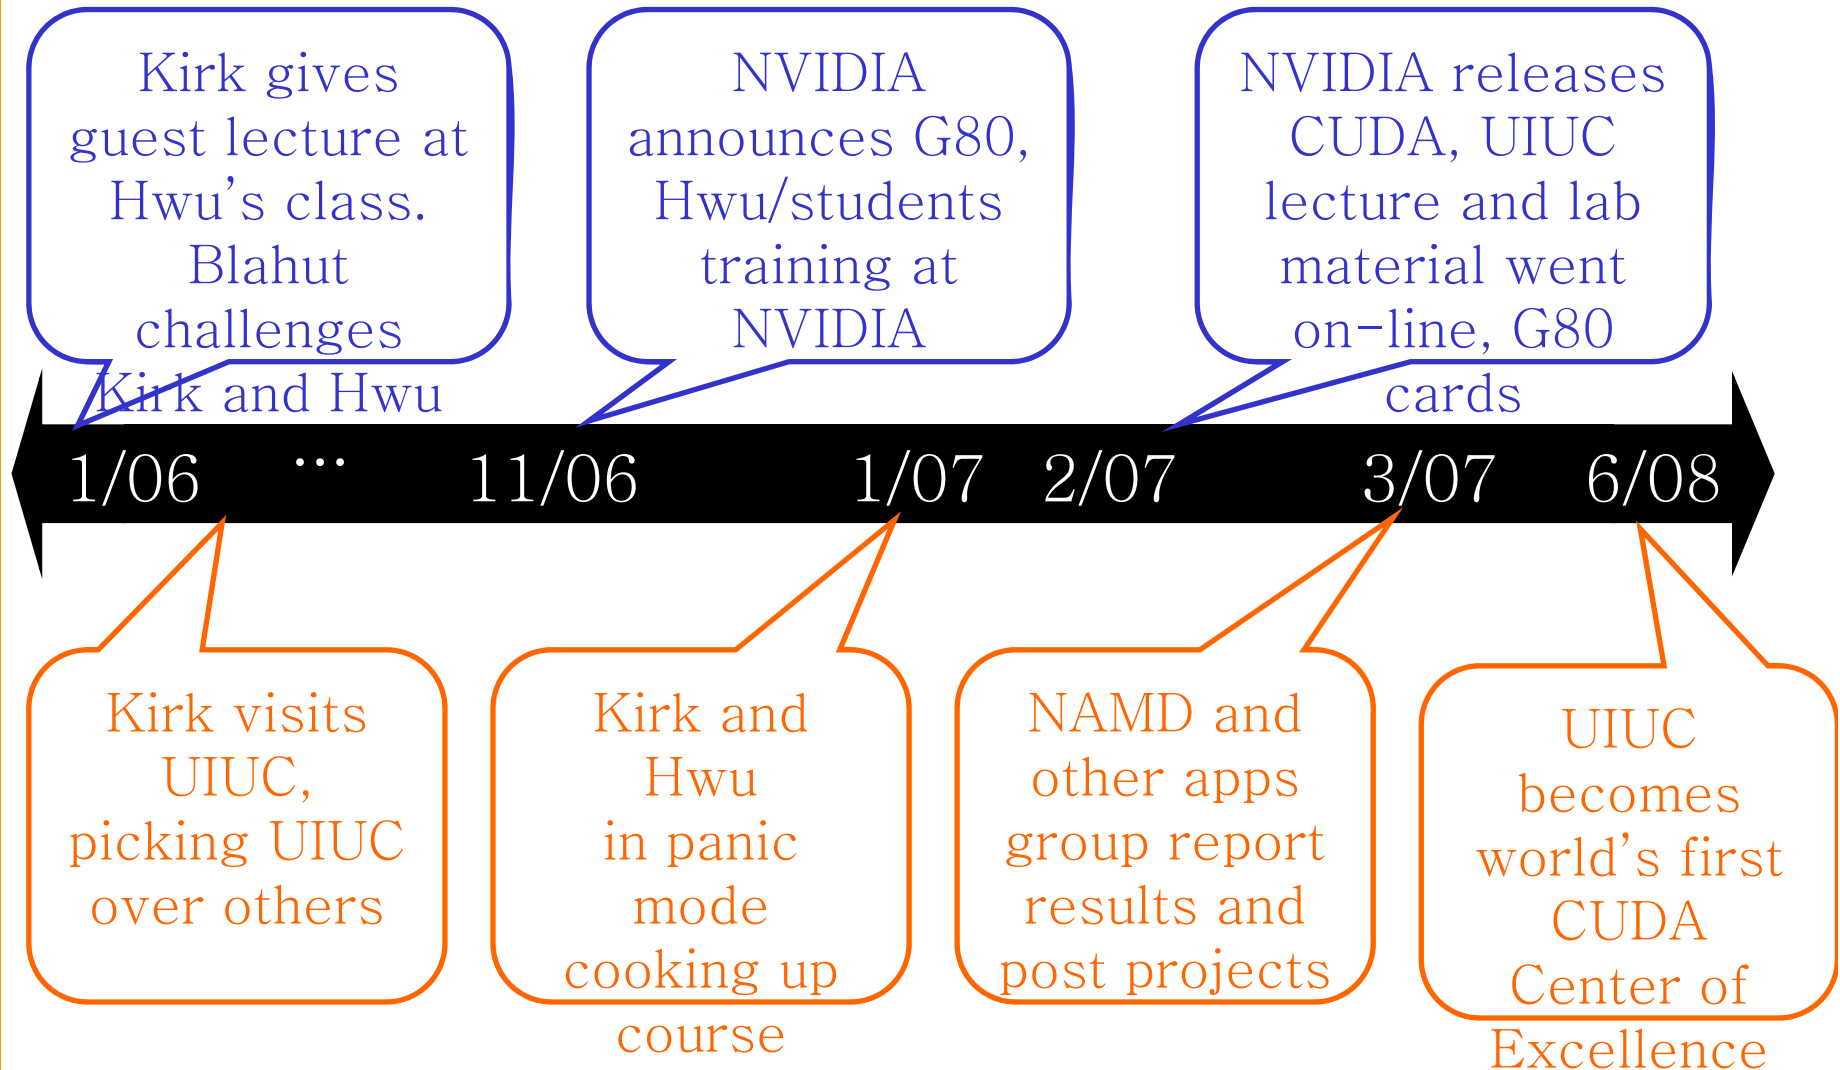 Kirk gives
guest lecture at
Hwu's class.
Blahut
challenges
Kirk and Hwu
NVIDIA
announces G80,
Hwu/students
training at
NVIDIA
NVIDIA releases
CUDA, UIUC
lecture and lab
material went
on-line, G80
cards
1/06 ... 11/06 1/07 2/07 3/07 6/08
Kirk visits
UIUC,
picking UIUC
over others
Kirk and
Hwu
in panic
mode
cooking up
course
NAMD and
other apps
group report
results and
post projects
UIUC
becomes
world's first
CUDA
Center of
Excellence